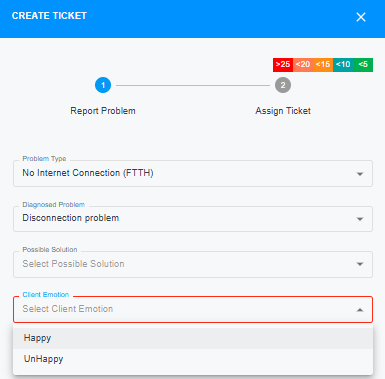 CREATE TICKET
>25 <20 <15 <10 <5
1 2
Report Problem Assign Ticket
Problem Type
No Internet Connection (FTTH)
Diagnosed Problem
Disconnection problem
Possible Solution
Select Possible Solution
Client Emotion
Select Client Emotion
Happy
UnHappy